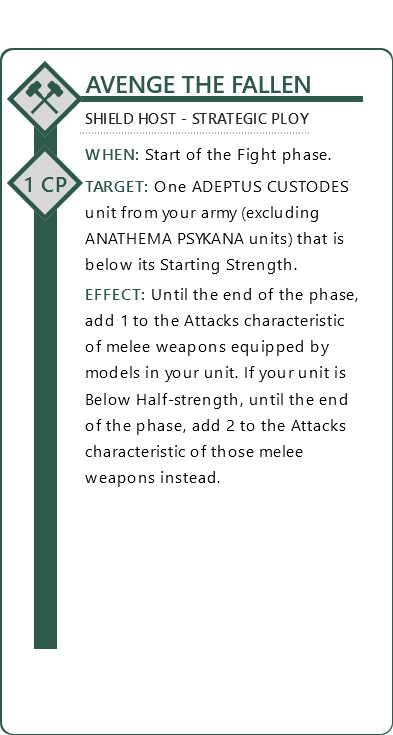 AVENGE THE FALLEN
SHIELD HOST - STRATEGIC PLOY
WHEN: Start of the Fight phase.
1 CP
TARGET: One ADEPTUS CUSTODES
unit from your army (excluding
ANATHEMA PSYKANA units) that is
below its Starting Strength.
EFFECT: Until the end of the phase,
add 1 to the Attacks characteristic
of melee weapons equipped by
models in your unit. If your unit is
Below Half-strength, until the end
of the phase, add 2 to the Attacks
characteristic of those melee
weapons instead.